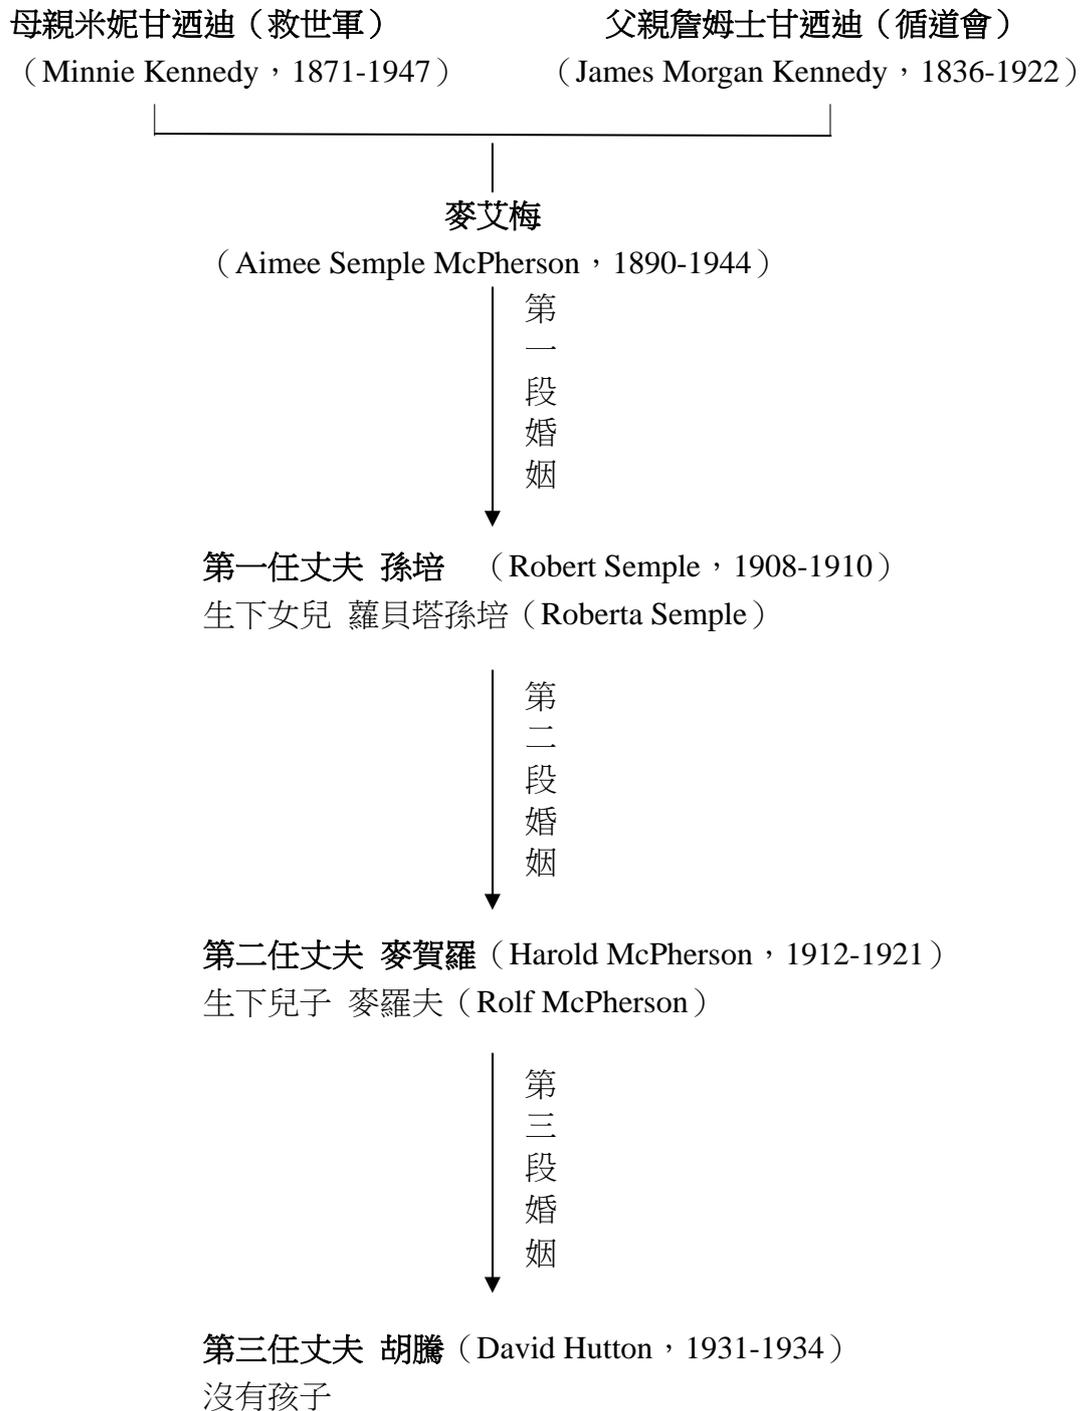 母親米妮甘迺迪（救世軍）　父親詹姆士甘迺迪（循道會）
（Minnie Kennedy，1871-1947）　（James Morgan Kennedy，1836-1922）
麥艾梅
（Aimee Semple McPherson，1890-1944）
第一段婚姻
第一任丈夫 孫培　（Robert Semple，1908-1910）
生下女兒 蘿貝塔孫培（Roberta Semple）
第二段婚姻
第二任丈夫 麥賀羅（Harold McPherson，1912-1921）
生下兒子 麥羅夫（Rolf McPherson）
第三段婚姻
第三任丈夫 胡騰（David Hutton，1931-1934）
沒有孩子